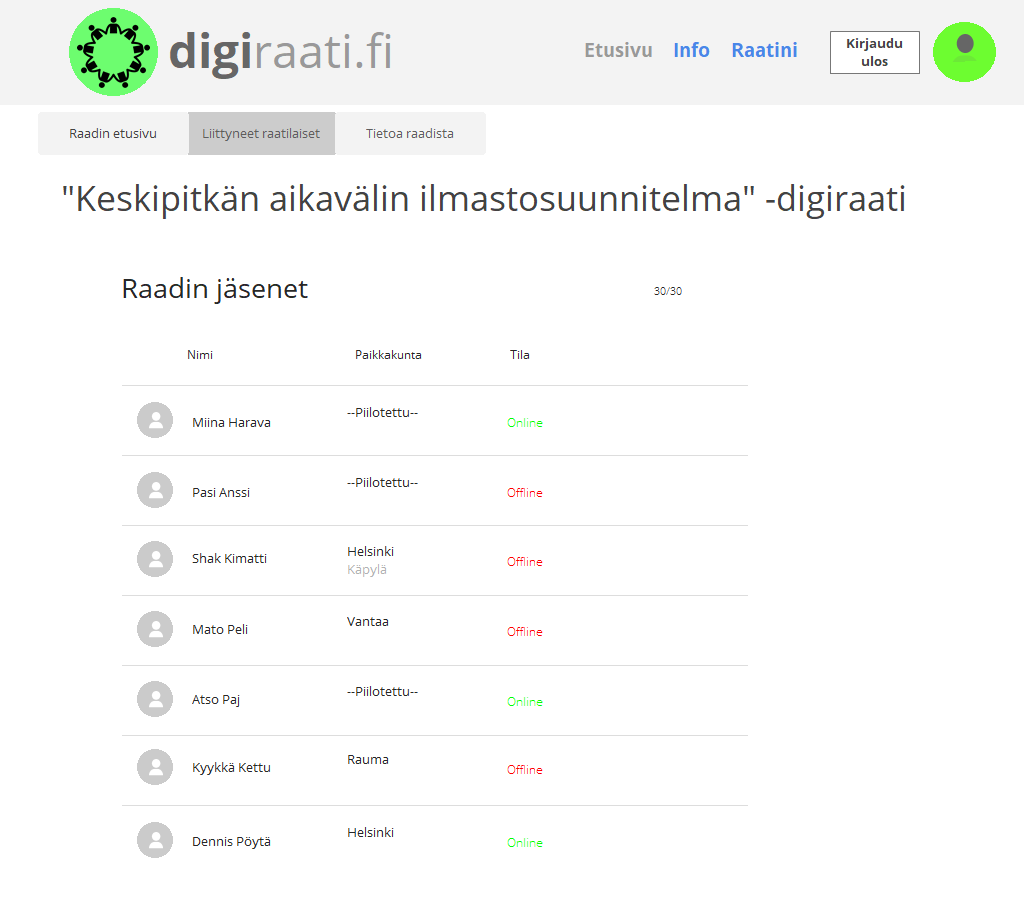 digiraati.fi
Etusivu Info Raatini
Kirjaudu
ulos
Raadin etusivu Liittyneet raatilaiset Tietoa raadista
"Keskipitkän aikavälin ilmastosuunnitelma" -digiraati
Raadin jäsenet 30/30
Nimi Paikkakunta Tila
Miina Harava --Piilotettu-- Online
Pasi Anssi --Piilotettu-- Offline
Shak Kimatti Helsinki Offline
Käpylä
Mato Peli Vantaa Offline
Atso Paj --Piilotettu-- Online
Kyykkä Kettu Rauma Offline
Dennis Pöytä Helsinki Online